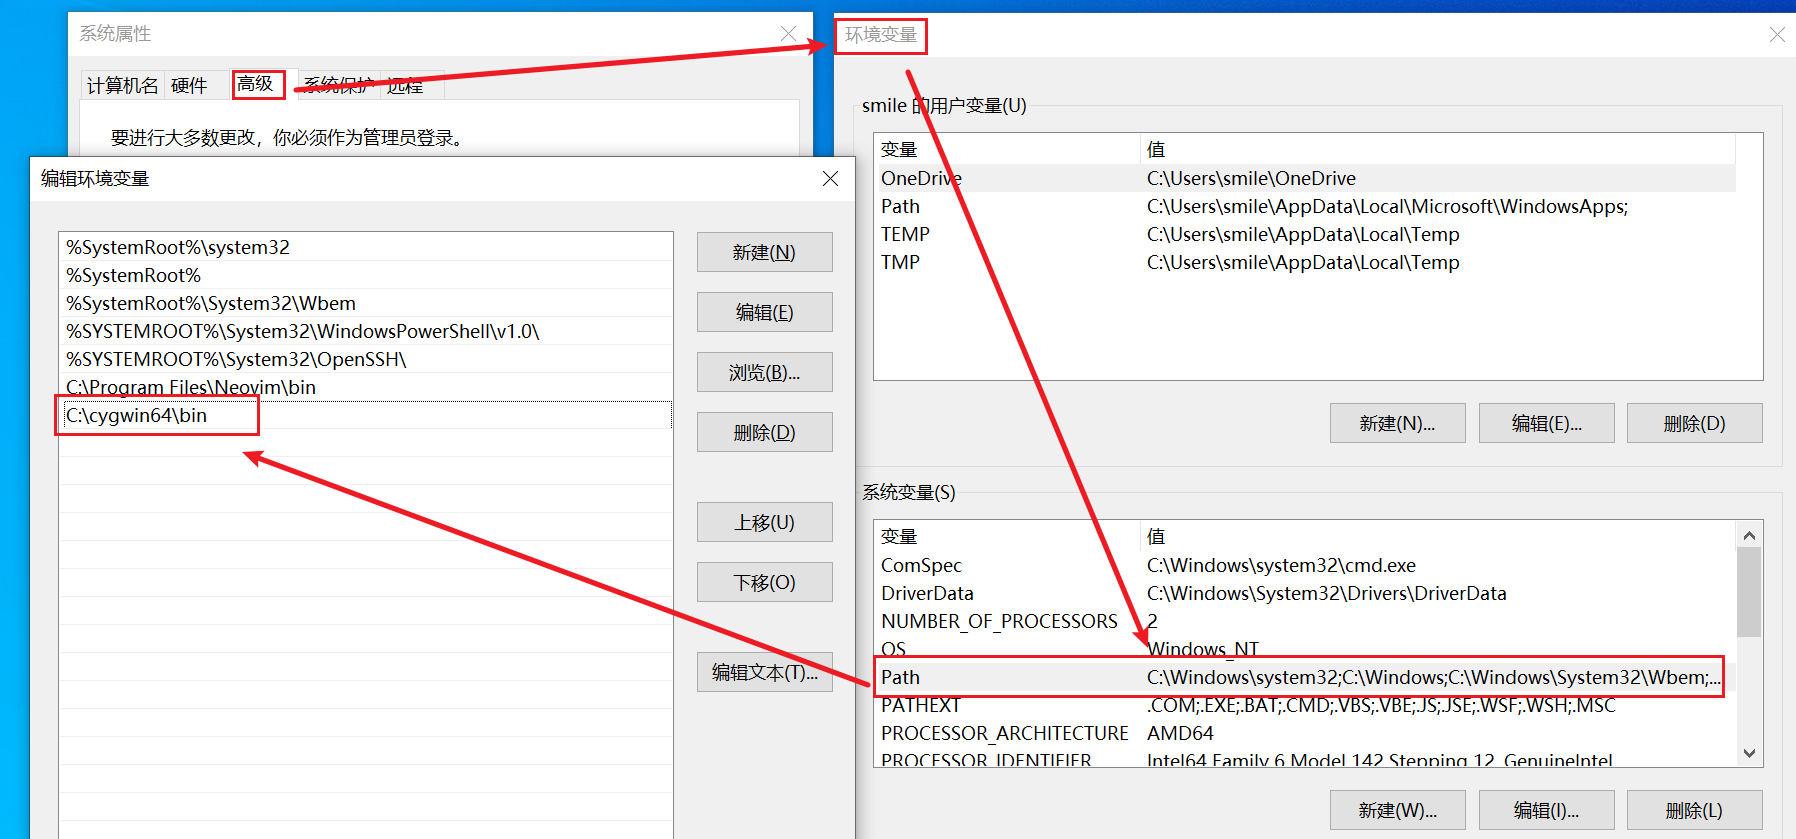 系统属性
计算机名 硬件 高级 系统保护 远程
要进行大多数更改，你必须作为管理员登录。
编辑环境变量
%SystemRoot%\system32
%SystemRoot%
%SystemRoot%\System32\Wbem
%SYSTEMROOT%\System32\WindowsPowerShell\v1.0\
%SYSTEMROOT%\System32\OpenSSH\
C:\Program Files\Neovim\bin
C:\cygwin64\bin
新建(N)
编辑(E)
浏览(B)...
删除(D)
上移(U)
下移(O)
编辑文本(T)...
环境变量
smile 的用户变量(U)
变量 值
OneDrive C:\Users\smile\OneDrive
Path C:\Users\smile\AppData\Local\Microsoft\WindowsApps;
TEMP C:\Users\smile\AppData\Local\Temp
TMP C:\Users\smile\AppData\Local\Temp
新建(N)... 编辑(E)... 删除(D)
系统变量(S)
变量 值
ComSpec C:\Windows\system32\cmd.exe
DriverData C:\Windows\System32\Drivers\DriverData
NUMBER_OF_PROCESSORS 2
OS Windows_NT
Path C:\Windows\system32;C:\Windows;C:\Windows\System32\Wbem;...
PATHEXT .COM;.EXE;.BAT;.CMD;.VBS;.VBE;.JS;.JSE;.WSF;.WSH;.MSC
PROCESSOR_ARCHITECTURE AMD64
PROCESSOR_IDENTIFIER Intel64 Family 6 Model 142 Stepping 12, GenuineIntel
新建(W)... 编辑(I)... 删除(L)